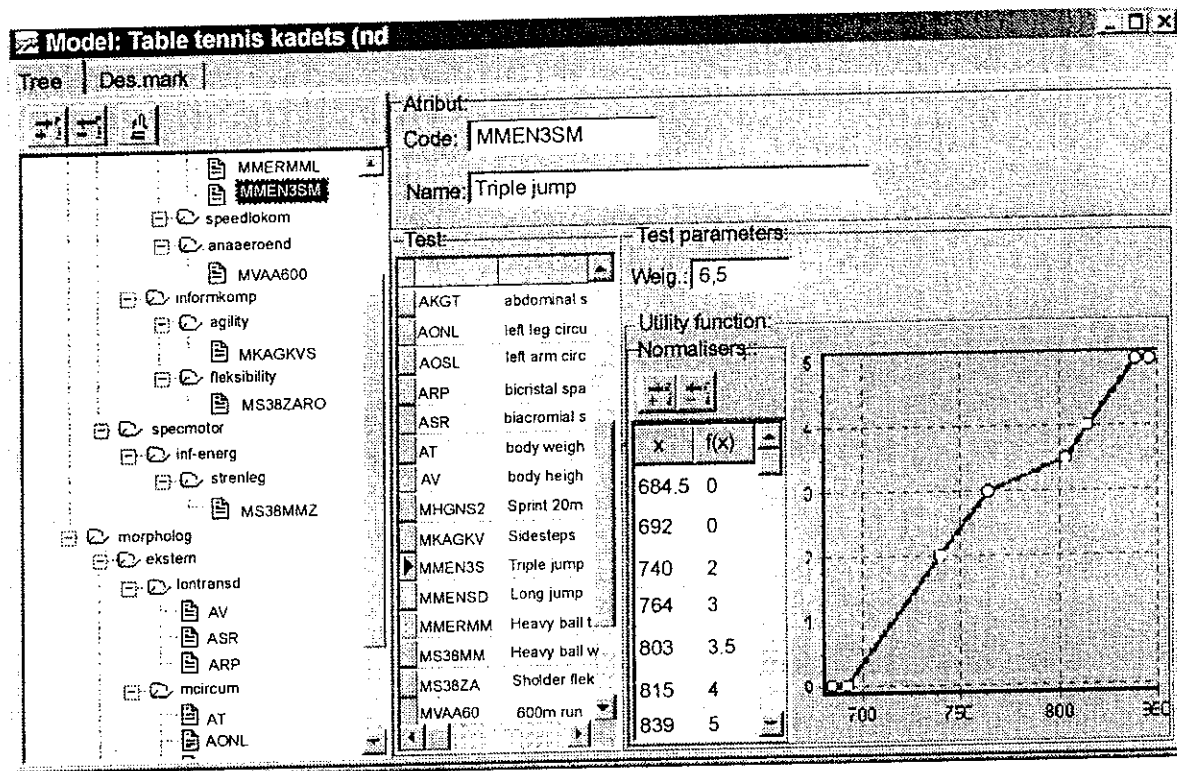 Model: Table tennis kadets (nd
Tree
Des.mark
MMERMML
MMEN3SM
speedlokom
anaaeroend
MVAA600
informkomp
agility
MKAGKVS
fleksibility
MS38ZARO
specmotor
inf-energ
strenleg
MS38MMZ
morpholog
ekstern
lontransd
AV
ASR
ARP
mcircum
AT
AONL
Atribut:
Code: MMEN3SM
Name: Triple jump
Test:
AKGT abdominal s
AONL left leg circu
AOSL left arm circ
ARP bicristal spa
ASR biacromial s
AT body weigh
AV body heigh
MHGNS2 Sprint 20m
MKAGKV Sidesteps
MMEN3S Triple jump
MMENSD Long jump
MMERMM Heavy ball t
MS38MM Heavy ball w
MS38ZA Sholder flek
MVAA60 600m run
Test parameters:
Weig.: 6,5
Utility function:
Normalisers:
x f(x)
684.5 0
692 0
740 2
764 3
803 3.5
815 4
839 5
5
4
3
2
1
0
700 750 800